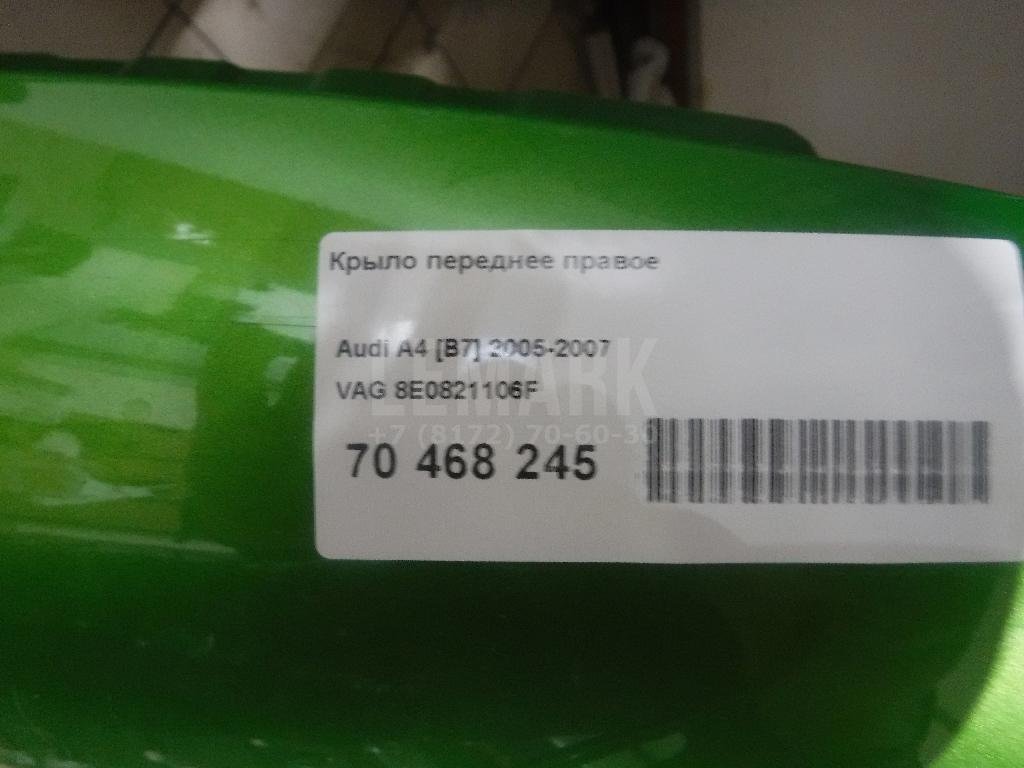 Крыло переднее правое
Audi A4 [B7] 2005-2007
VAG 8E0821106F
LEMARK
+7 (8172) 70-60-30
70 468 245